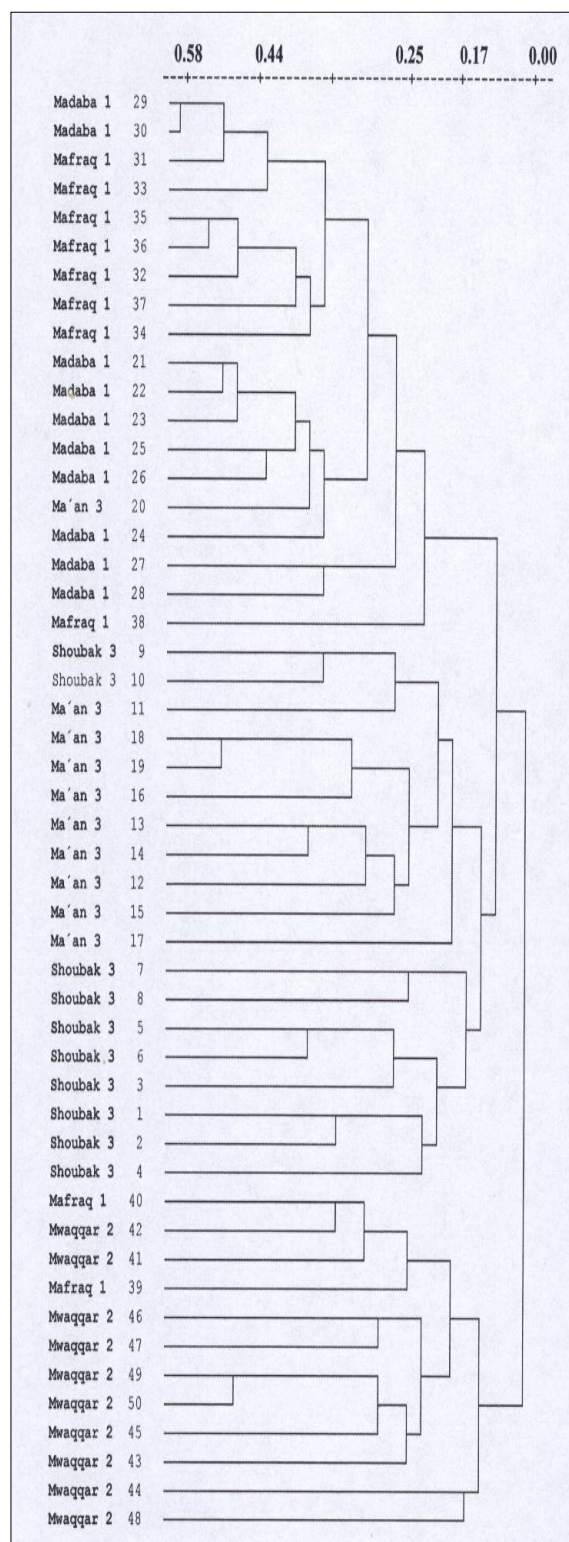 0.58 0.44 0.25 0.17 0.00
Madaba 1 29
Madaba 1 30
Mafraq 1 31
Mafraq 1 33
Mafraq 1 35
Mafraq 1 36
Mafraq 1 32
Mafraq 1 37
Mafraq 1 34
Madaba 1 21
Madaba 1 22
Madaba 1 23
Madaba 1 25
Madaba 1 26
Ma´an 3 20
Madaba 1 24
Madaba 1 27
Madaba 1 28
Mafraq 1 38
Shoubak 3 9
Shoubak 3 10
Ma´an 3 11
Ma´an 3 18
Ma´an 3 19
Ma´an 3 16
Ma´an 3 13
Ma´an 3 14
Ma´an 3 12
Ma´an 3 15
Ma´an 3 17
Shoubak 3 7
Shoubak 3 8
Shoubak 3 5
Shoubak 3 6
Shoubak 3 3
Shoubak 3 1
Shoubak 3 2
Shoubak 3 4
Mafraq 1 40
Mwaqqar 2 42
Mwaqqar 2 41
Mafraq 1 39
Mwaqqar 2 46
Mwaqqar 2 47
Mwaqqar 2 49
Mwaqqar 2 50
Mwaqqar 2 45
Mwaqqar 2 43
Mwaqqar 2 44
Mwaqqar 2 48